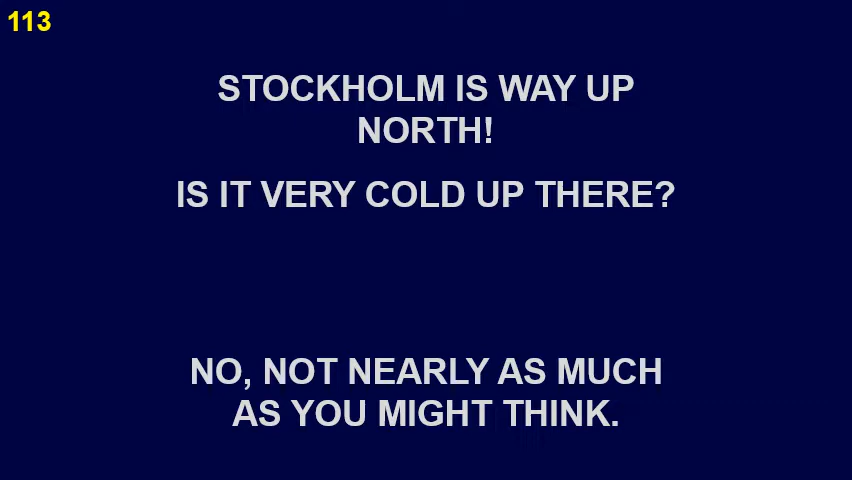 113
STOCKHOLM IS WAY UP
NORTH!
IS IT VERY COLD UP THERE?
NO, NOT NEARLY AS MUCH
AS YOU MIGHT THINK.